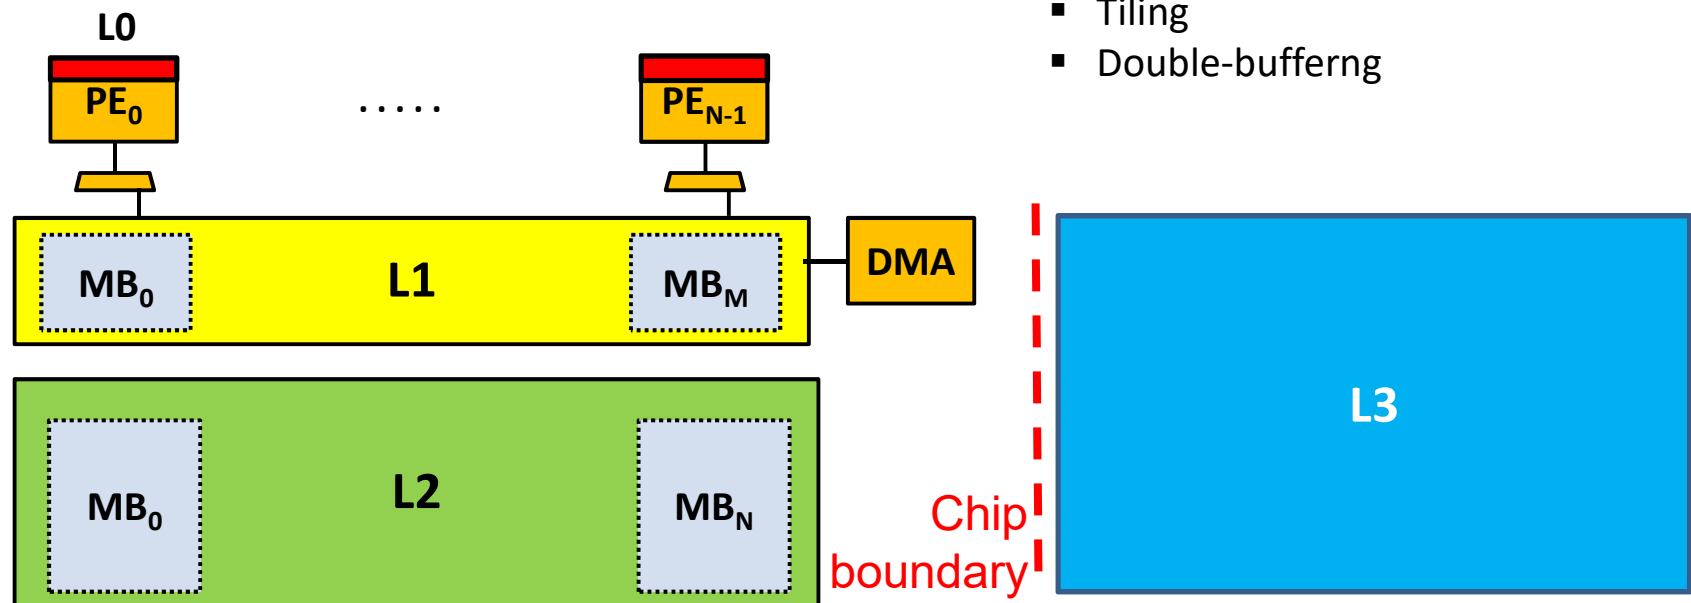 L0
PE0
.....
PEN-1
▪ Tiling
▪ Double-bufferng
MB0
L1
MBM
DMA
MB0
L2
MBN
Chip
boundary
L3